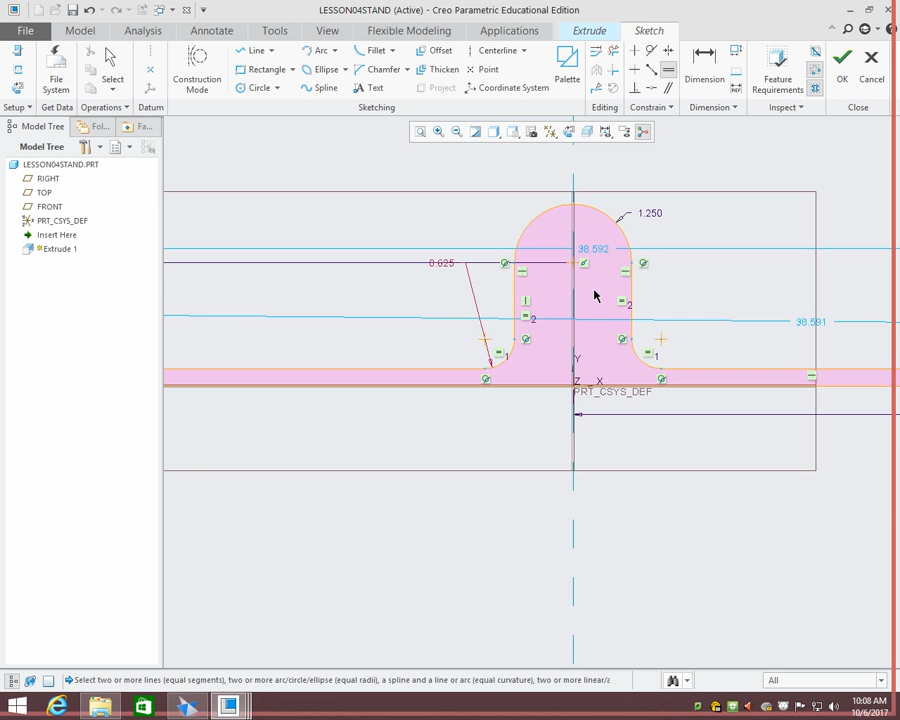 LESSON04STAND (Active) - Creo Parametric Educational Edition
File Model Analysis Annotate Tools View Flexible Modeling Applications Extrude Sketch
File System
Select
Construction Mode
Line Arc Fillet Offset Centerline
Rectangle Ellipse Chamfer Thicken Point
Circle Spline Text Project Coordinate System
Palette
Dimension
Feature Requirements
OK Cancel
Setup Get Data Operations Datum Sketching Editing Constrain Dimension Inspect Close
Model Tree Fol... Fa...
Model Tree
LESSON04STAND.PRT
RIGHT
TOP
FRONT
PRT_CSYS_DEF
Insert Here
Extrude 1
1.250
38.592
0.625
2
2
38.591
1
1
Y
Z X
PRT_CSYS_DEF
Select two or more lines (equal segments), two or more arc/circle/ellipse (equal radii), a spline and a line or arc (equal curvature), two or more linear/a
All
10:08 AM
10/6/2017